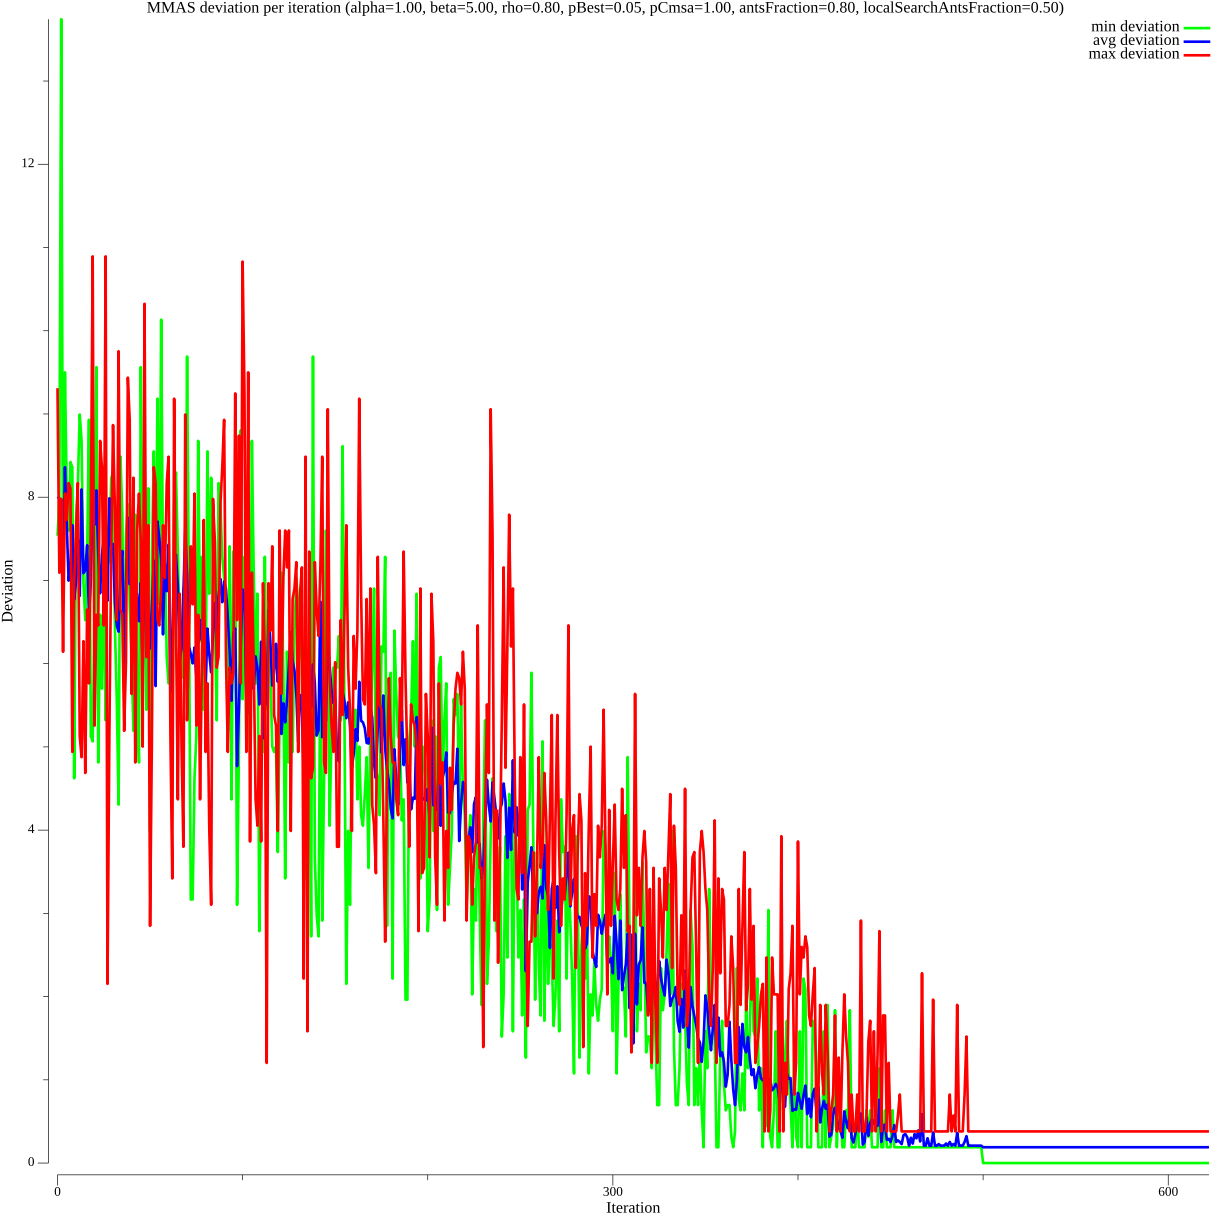 MMAS deviation per iteration (alpha=1.00, beta=5.00, rho=0.80, pBest=0.05, pCmsa=1.00, antsFraction=0.80, localSearchAntsFraction=0.50)
min deviation
avg deviation
max deviation
12
8
4
0
Deviation
0
300
600
Iteration